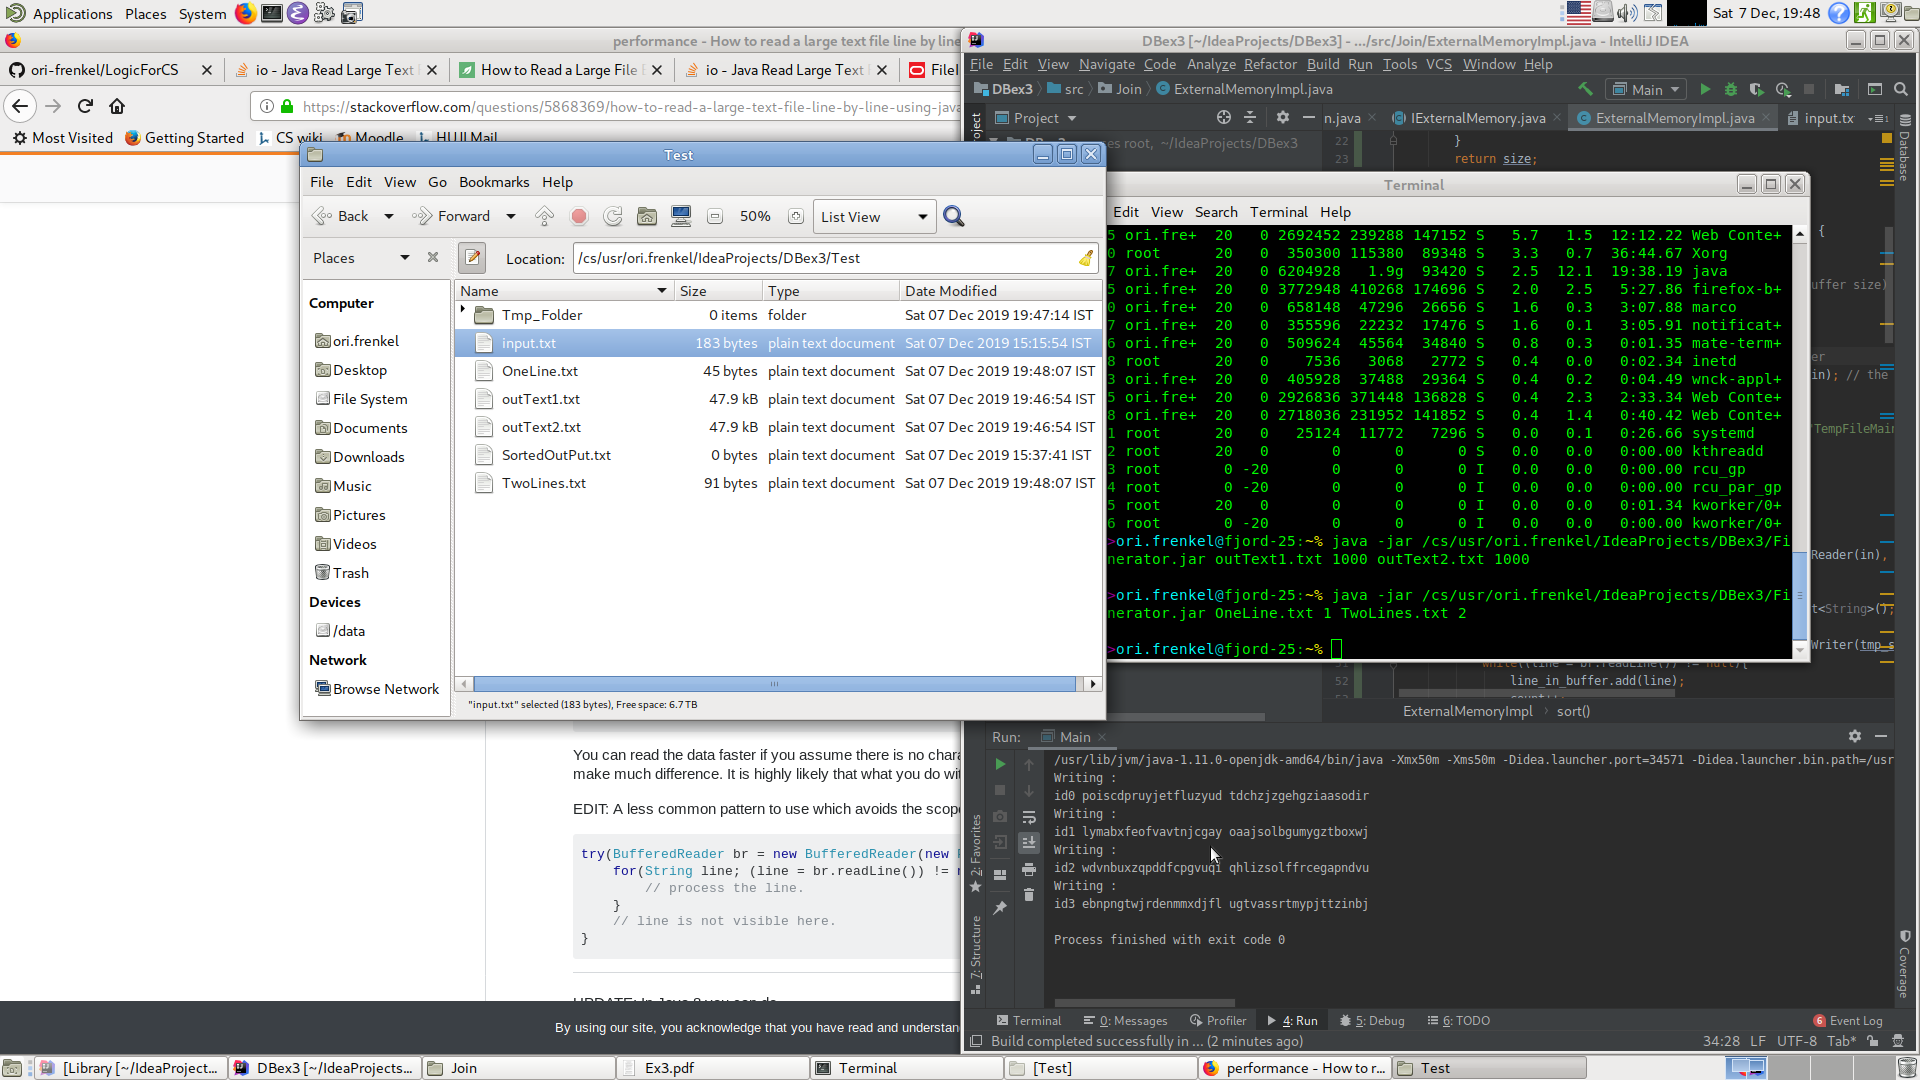 Applications Places System
Sat 7 Dec, 19:48
performance - How to read a large text file line by line
ori-frenkel/LogicForCS
io - Java Read Large Text
How to Read a Large File
io - Java Read Large Text
FileI
https://stackoverflow.com/questions/5868369/how-to-read-a-large-text-file-line-by-line-using-java
Most Visited Getting Started CS wiki Moodle HUJI Mail
Test
File Edit View Go Bookmarks Help
Back Forward 50% List View
Places Location: /cs/usr/ori.frenkel/IdeaProjects/DBex3/Test
Name Size Type Date Modified
Tmp_Folder 0 items folder Sat 07 Dec 2019 19:47:14 IST
input.txt 183 bytes plain text document Sat 07 Dec 2019 15:15:54 IST
OneLine.txt 45 bytes plain text document Sat 07 Dec 2019 19:48:07 IST
outText1.txt 47.9 kB plain text document Sat 07 Dec 2019 19:46:54 IST
outText2.txt 47.9 kB plain text document Sat 07 Dec 2019 19:46:54 IST
SortedOutPut.txt 0 bytes plain text document Sat 07 Dec 2019 15:37:41 IST
TwoLines.txt 91 bytes plain text document Sat 07 Dec 2019 19:48:07 IST
Computer
ori.frenkel
Desktop
File System
Documents
Downloads
Music
Pictures
Videos
Trash
Devices
/data
Network
Browse Network
"input.txt" selected (183 bytes), Free space: 6.7 TB
You can read the data faster if you assume there is no chara
make much difference. It is highly likely that what you do wit
EDIT: A less common pattern to use which avoids the scope
try(BufferedReader br = new BufferedReader(new F
for(String line; (line = br.readLine()) != n
// process the line.
}
// line is not visible here.
}
By using our site, you acknowledge that you have read and understan
DBex3 [~/IdeaProjects/DBex3] - .../src/Join/ExternalMemoryImpl.java - IntelliJ IDEA
File Edit View Navigate Code Analyze Refactor Build Run Tools VCS Window Help
DBex3 src Join ExternalMemoryImpl.java Main
Project n.java IExternalMemory.java ExternalMemoryImpl.java input.tx
es root, ~/IdeaProjects/DBex3
22 }
23 return size;
Database
Terminal
Edit View Search Terminal Help
5 ori.fre+ 20 0 2692452 239288 147152 S 5.7 1.5 12:12.22 Web Conte+
0 root 20 0 350300 115380 89348 S 3.3 0.7 36:44.67 Xorg
7 ori.fre+ 20 0 6204928 1.9g 93420 S 2.5 12.1 19:38.19 java
5 ori.fre+ 20 0 3772948 410268 174696 S 2.0 2.5 5:27.86 firefox-b+
0 ori.fre+ 20 0 658148 47296 26656 S 1.6 0.3 3:07.88 marco
7 ori.fre+ 20 0 355596 22232 17476 S 1.6 0.1 3:05.91 notificat+
6 ori.fre+ 20 0 509624 45564 34840 S 0.8 0.3 0:01.35 mate-term+
8 root 20 0 7536 3068 2772 S 0.4 0.0 0:02.34 inetd
3 ori.fre+ 20 0 405928 37488 29364 S 0.4 0.2 0:04.49 wnck-appl+
5 ori.fre+ 20 0 2926836 371448 136828 S 0.4 2.3 2:33.34 Web Conte+
8 ori.fre+ 20 0 2718036 231952 141852 S 0.4 1.4 0:40.42 Web Conte+
1 root 20 0 25124 11772 7296 S 0.0 0.1 0:26.66 systemd
2 root 20 0 0 0 0 S 0.0 0.0 0:00.00 kthreadd
3 root 0 -20 0 0 0 I 0.0 0.0 0:00.00 rcu_gp
4 root 0 -20 0 0 0 I 0.0 0.0 0:00.00 rcu_par_gp
5 root 20 0 0 0 0 I 0.0 0.0 0:01.34 kworker/0+
6 root 0 -20 0 0 0 I 0.0 0.0 0:00.00 kworker/0+
>ori.frenkel@fjord-25:~% java -jar /cs/usr/ori.frenkel/IdeaProjects/DBex3/Fi
nerator.jar outText1.txt 1000 outText2.txt 1000
>ori.frenkel@fjord-25:~% java -jar /cs/usr/ori.frenkel/IdeaProjects/DBex3/Fi
nerator.jar OneLine.txt 1 TwoLines.txt 2
>ori.frenkel@fjord-25:~%
{
uffer size)
er
in); // the
TempFileMai
Reader(in),
t<String>();
Writer(tmp_s
while((line = br.readLine()) != null){
52 line_in_buffer.add(line);
ExternalMemoryImpl sort()
Run: Main
/usr/lib/jvm/java-1.11.0-openjdk-amd64/bin/java -Xmx50m -Xms50m -Didea.launcher.port=34571 -Didea.launcher.bin.path=/usr
Writing :
id0 poiscdpruyjetfluzyud tdchzjzgehgziaasodir
Writing :
id1 lymabxfeofvavtnjcgay oaajsolbgumygztboxwj
Writing :
id2 wdvnbuxzqpddfcpgvuqi qhlizsolffrcegapndvu
Writing :
id3 ebnpngtwjrdenmmxdjfl ugtvassrtmypjttzinbj
Process finished with exit code 0
2: Favorites
7: Structure
Coverage
Terminal 0: Messages Profiler 4: Run 5: Debug 6: TODO 6 Event Log
Build completed successfully in ... (2 minutes ago) 34:28 LF UTF-8 Tab*
[Library [~/IdeaProject... DBex3 [~/IdeaProjects... Join Ex3.pdf Terminal [Test] performance - How to r... Test